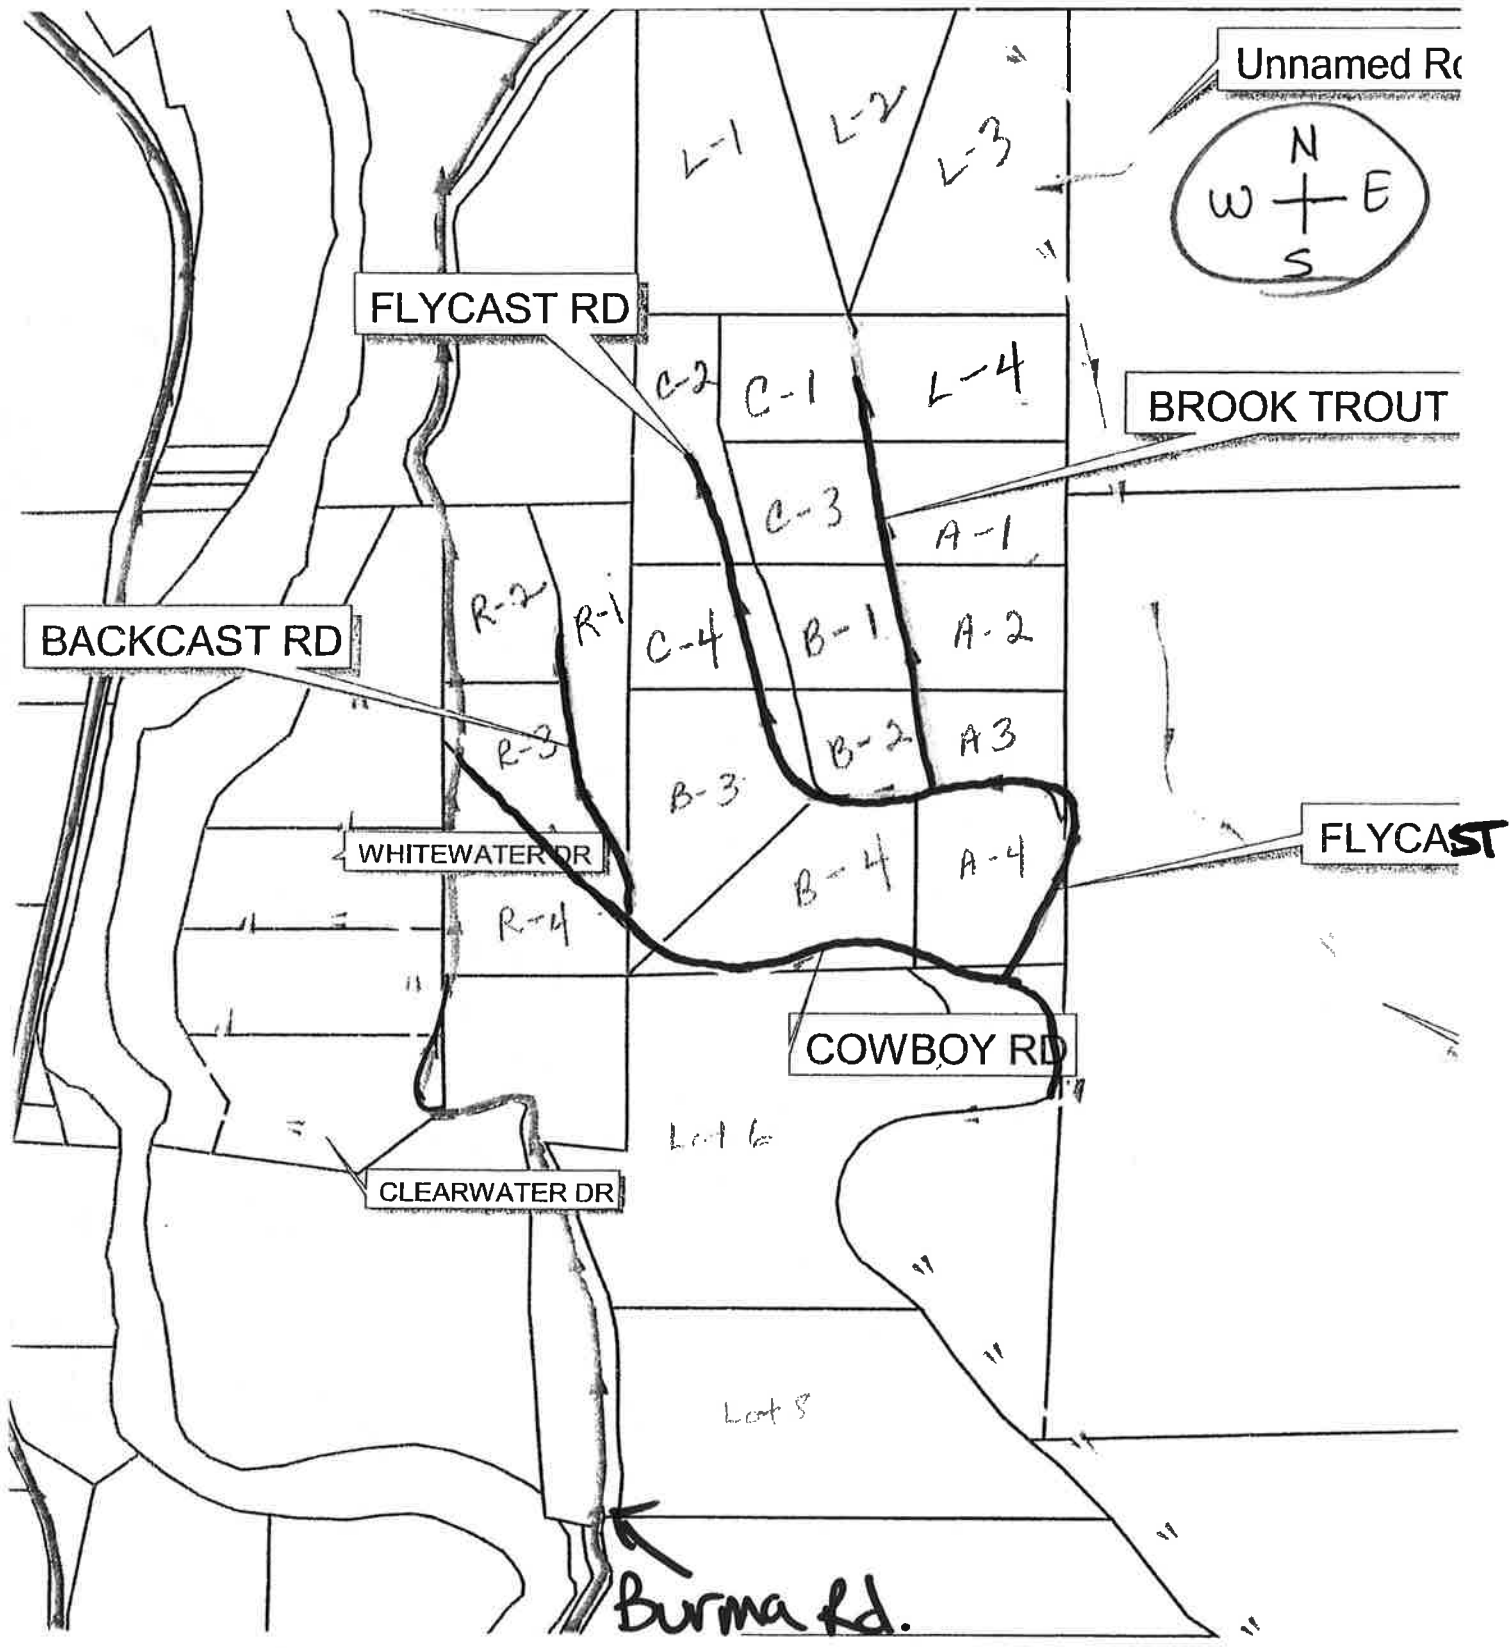 Unnamed Ro
L-1
L-2
L-3
N
W E
S
FLYCAST RD
C-2
C-1
L-4
BROOK TROUT
C-3
A-1
R-2
R-1
C-4
B-1
A-2
BACKCAST RD
R-3
B-3
B-2
A3
WHITEWATER DR
FLYCAST
R-4
B-4
A-4
COWBOY RD
Lot 6
CLEARWATER DR
Lot 5
Burma Rd.